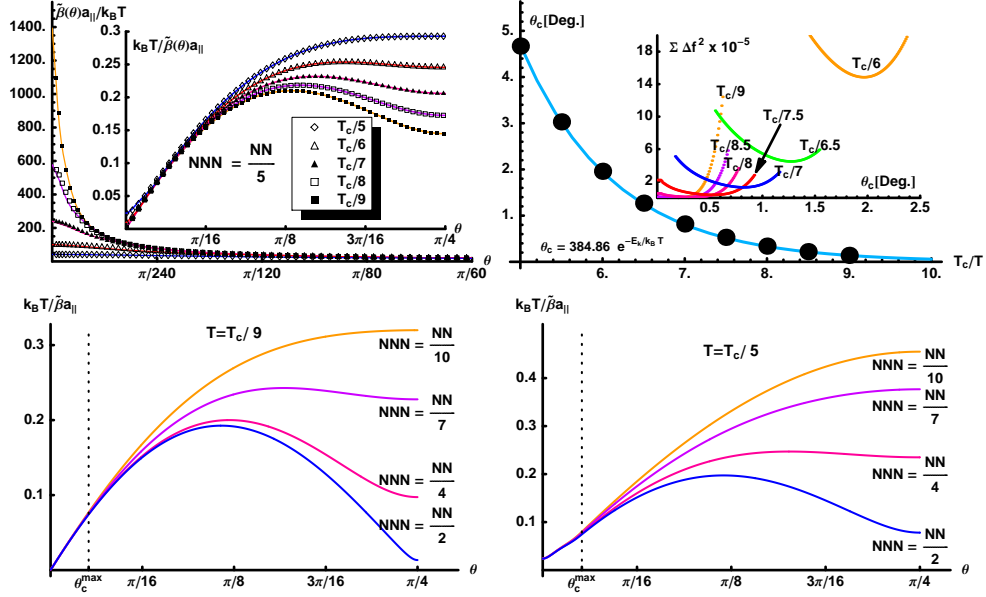 β̃(θ)a||/kBT
1400.
1200.
1000.
800.
600.
400.
200.
π/240
π/120
π/80
π/60
θ
kBT/β̃(θ)a||
0.3
0.2
0.15
0.1
0.05
π/16
π/8
3π/16
π/4
θ
NNN = NN/5
Tc/5
Tc/6
Tc/7
Tc/8
Tc/9
θc[Deg.]
5.
4.
3.
2.
1.
6.
7.
8.
9.
10.
Tc/T
θc = 384.86 e^−Ek/kB T
Σ Δf² x 10⁻⁵
18
14
10
6
2
0.5
1.
1.5
2.
2.5
θc[Deg.]
Tc/6
Tc/9
Tc/7.5
Tc/8.5
Tc/6.5
Tc/8
Tc/7
kBT/β̃a||
0.3
0.2
0.1
T=Tc/ 9
NNN = NN/10
NNN = NN/7
NNN = NN/4
NNN = NN/2
θc^max
π/16
π/8
3π/16
π/4
θ
kBT/β̃a||
0.4
0.3
0.2
0.1
T=Tc/ 5
NNN = NN/10
NNN = NN/7
NNN = NN/4
NNN = NN/2
θc^max
π/16
π/8
3π/16
π/4
θ